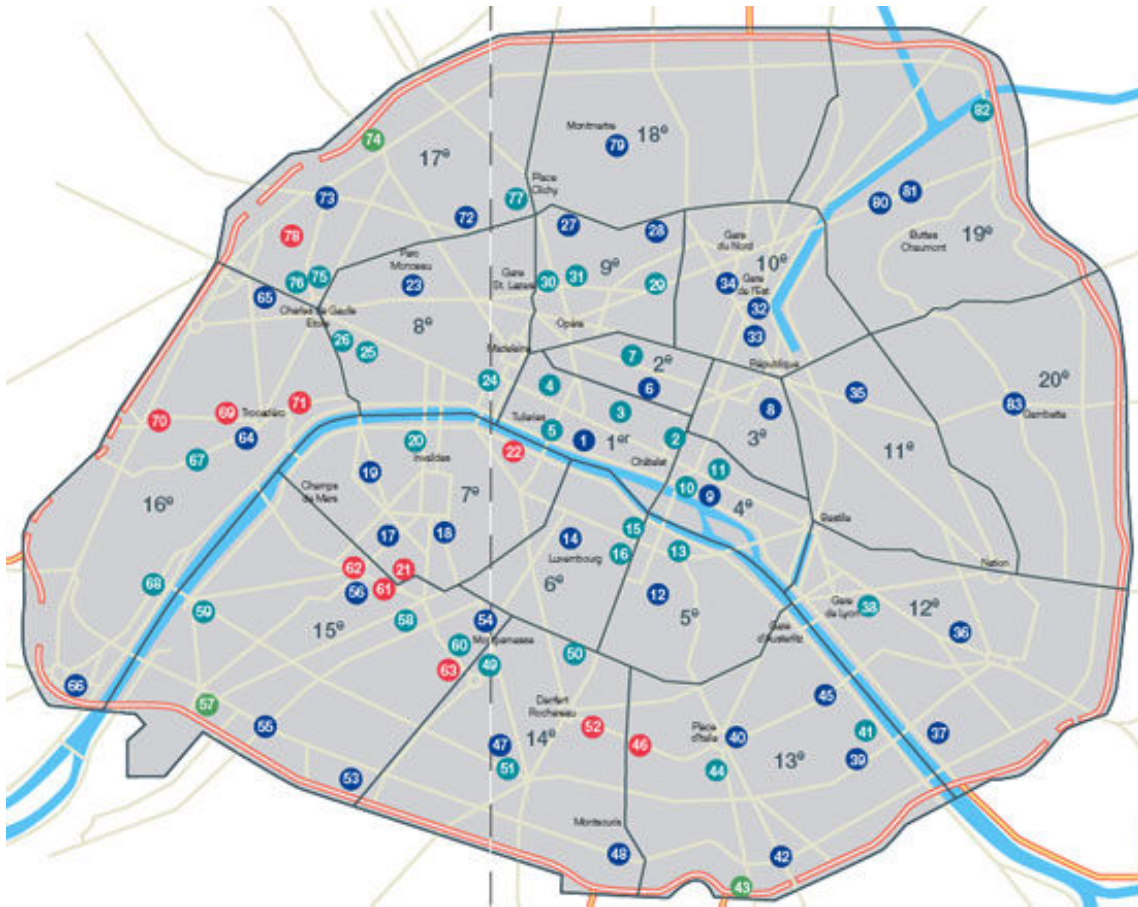 82
74
Montmartre
79
18e
17e
Place
Clichy
77
73
72
27
28
81
80
78
Gare
du Nord
Buttes
Chaumont
19e
Parc
Monceau
10e
76
75
23
Gare
St. Lazare
30
31
9e
29
34
Gare
de l'Est
65
Charles de Gaulle
Etoile
32
8e
Opéra
33
26
25
Madeleine
7
2e
République
24
4
6
35
20e
71
83
Gambetta
70
69
Trocadéro
Tuileries
3
8
64
20
5
1
1er
2
3e
67
Invalides
22
Châtelet
11
11e
19
Champs
de Mars
7e
10
9
16e
4e
Bastille
17
18
14
15
Luxembourg
16
13
62
21
Nation
68
61
56
6e
12
59
58
54
5e
Gare
de Lyon
38
12e
15e
60
Montparnasse
Gare
d'Austerlitz
36
63
49
50
66
57
Denfert
Rochereau
45
55
52
46
Place
d'Italie
40
41
37
47
14e
51
44
13e
39
53
Montsouris
48
42
43